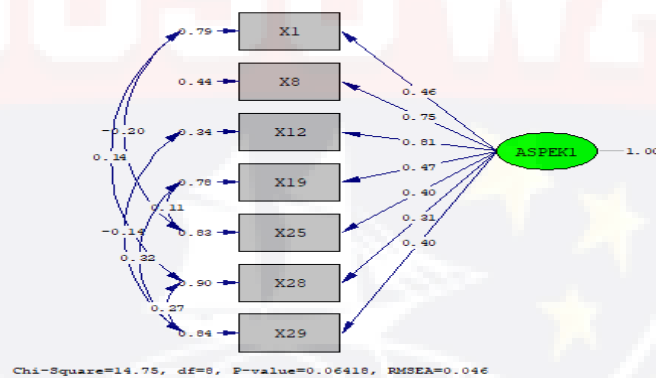 0.79 X1
0.46
0.44 X8
0.75
-0.20
0.34 X12
0.81
0.14
ASPEK1 1.00
0.78 X19
0.47
0.40
0.11
0.31
-0.14
0.83 X25
0.40
0.32
0.90 X28
0.27
0.84 X29
Chi-Square=14.75, df=8, P-value=0.06418, RMSEA=0.046